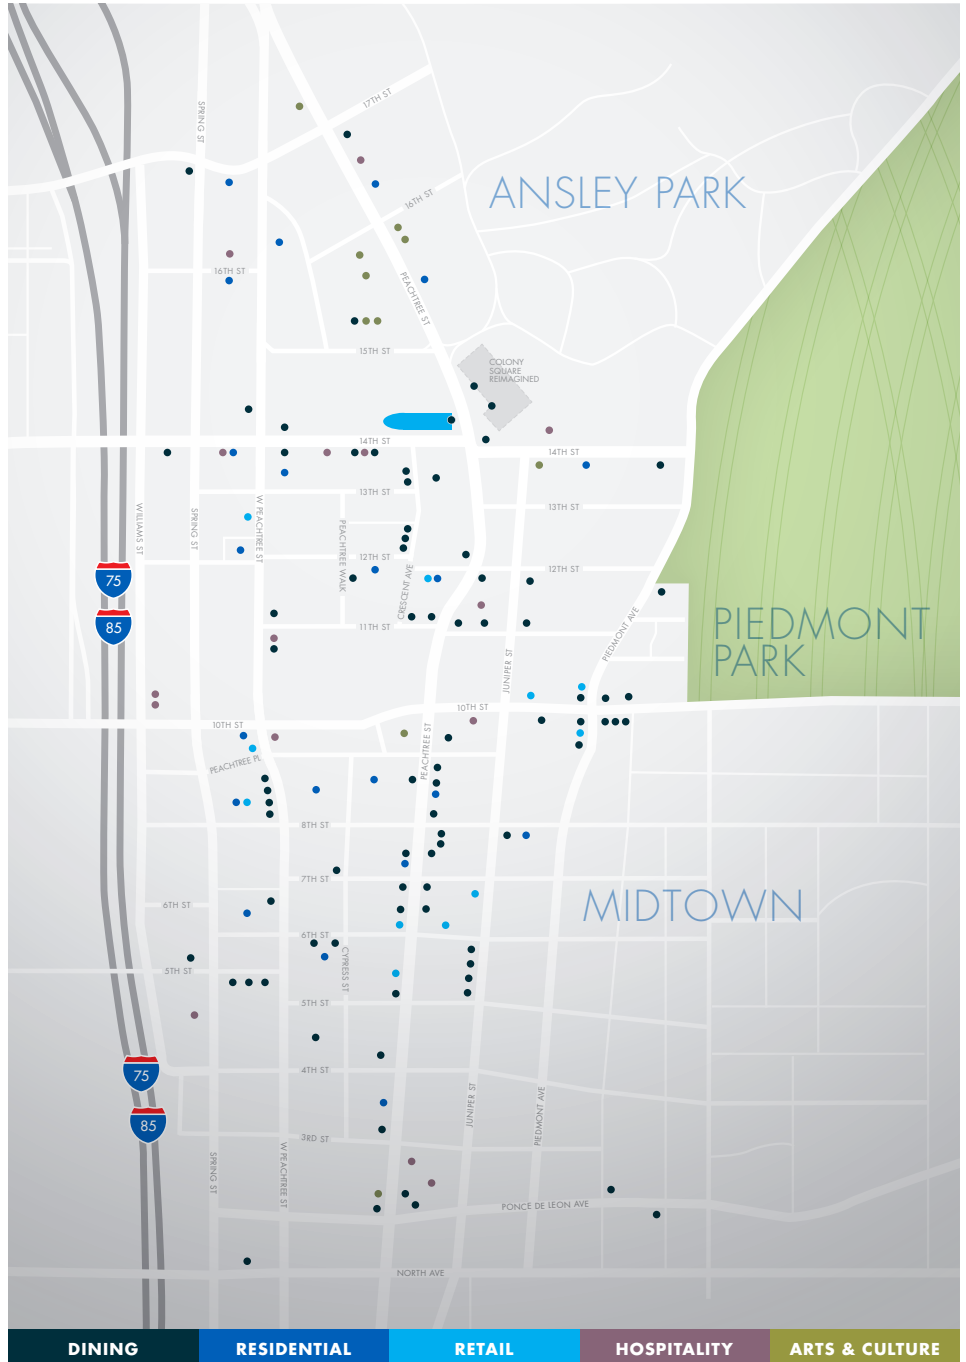 17TH ST
SPRING ST
16TH ST
ANSLEY PARK
16TH ST
PEACHTREE ST
15TH ST
COLONY
SQUARE
REIMAGINED
14TH ST
14TH ST
13TH ST
13TH ST
WILLIAMS ST
SPRING ST
W PEACHTREE ST
PEACHTREE WALK
12TH ST
12TH ST
CRESCENT AVE
75
85
11TH ST
PIEDMONT AVE
PIEDMONT
PARK
JUNIPER ST
10TH ST
10TH ST
PEACHTREE ST
PEACHTREE PL
8TH ST
7TH ST
MIDTOWN
6TH ST
6TH ST
CYPRESS ST
5TH ST
5TH ST
75
85
4TH ST
JUNIPER ST
PIEDMONT AVE
3RD ST
SPRING ST
W PEACHTREE ST
PONCE DE LEON AVE
NORTH AVE
DINING
RESIDENTIAL
RETAIL
HOSPITALITY
ARTS & CULTURE